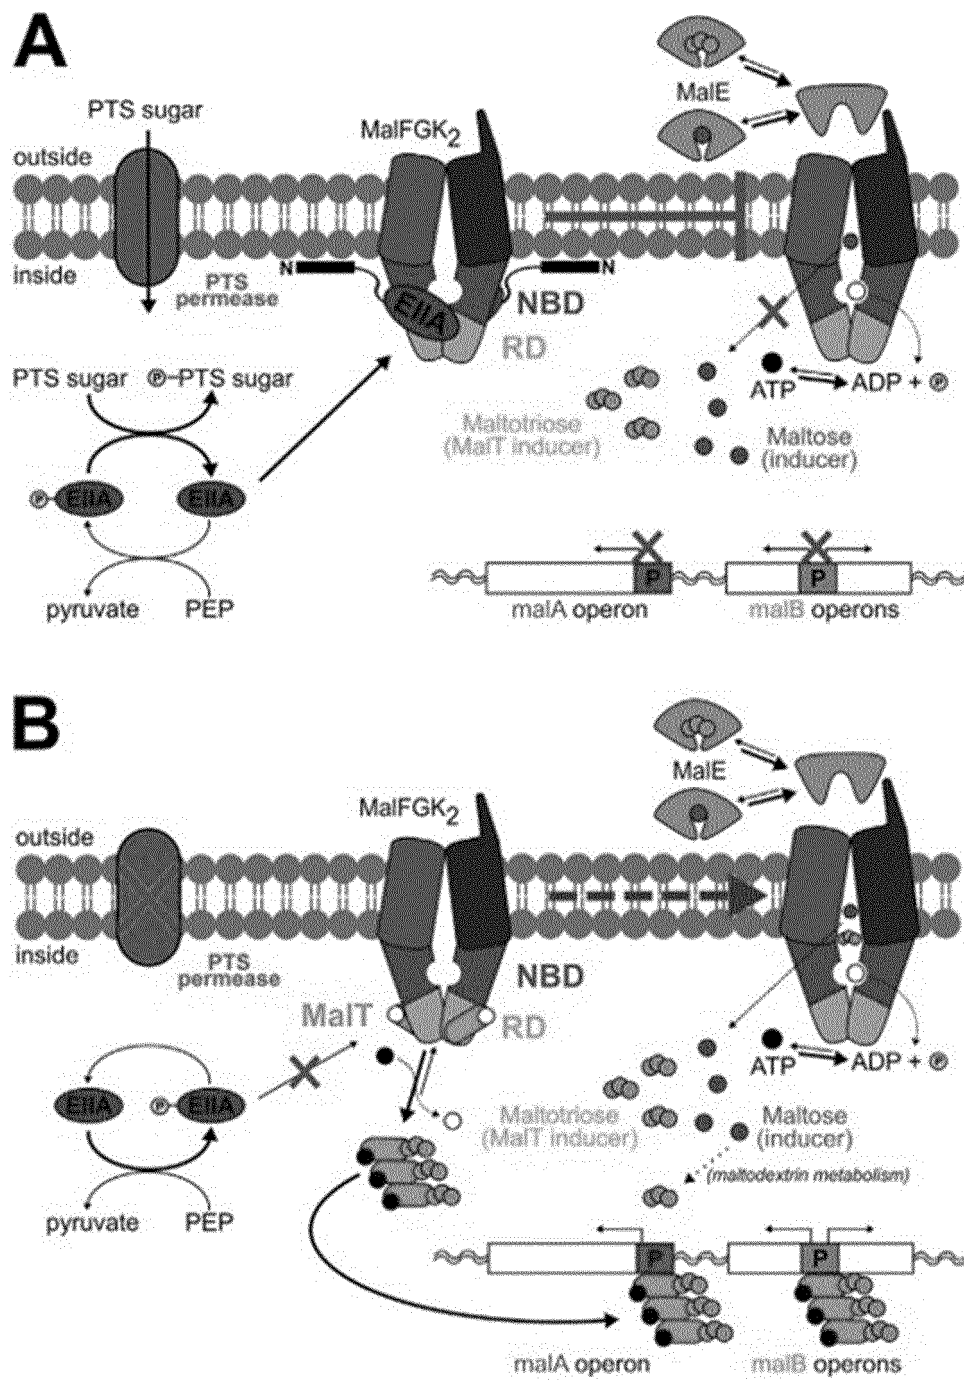 A
PTS sugar
MalFGK2
MalE
outside
inside
PTS
permease
N
N
EIIA
NBD
RD
PTS sugar
P
PTS sugar
ATP
ADP + P
Maltotriose
(MalT inducer)
Maltose
(inducer)
P
EIIA
EIIA
pyruvate
PEP
P
P
malA operon
malB operons
B
MalE
MalFGK2
outside
inside
PTS
permease
NBD
MalT
RD
ATP
ADP + P
EIIA
P
EIIA
Maltotriose
(MalT inducer)
Maltose
(inducer)
(maltodextrin metabolism)
pyruvate
PEP
P
P
malA operon
malB operons